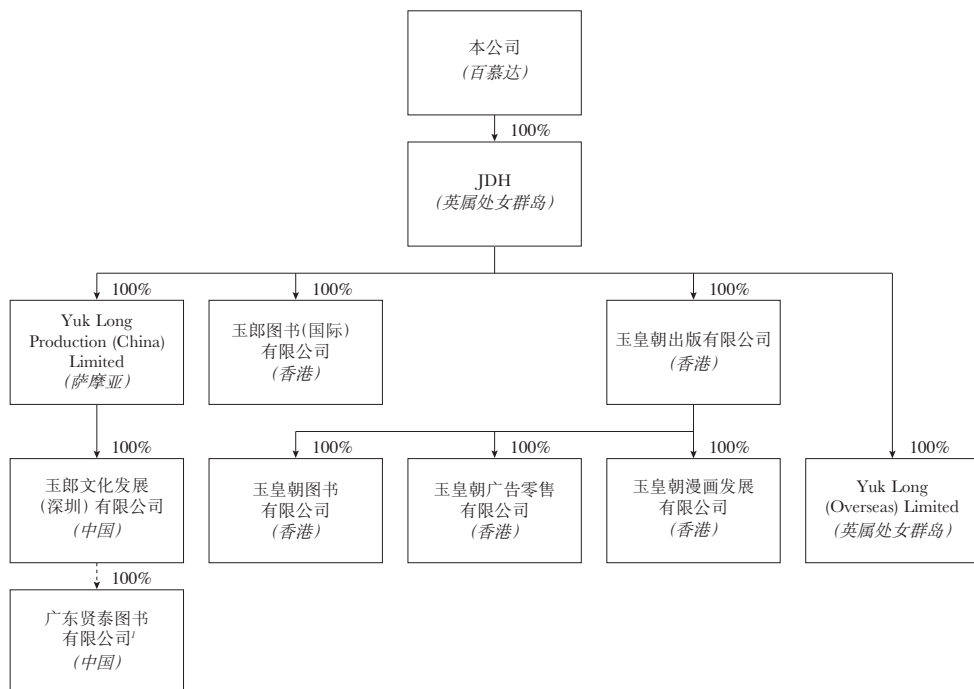 本公司
(百慕达)
100%
JDH
(英属处女群岛)
100%
100%
100%
Yuk Long
Production (China)
Limited
(萨摩亚)
玉郎图书(国际)
有限公司
(香港)
玉皇朝出版有限公司
(香港)
100%
100%
100%
100%
100%
玉郎文化发展
(深圳) 有限公司
(中国)
玉皇朝图书
有限公司
(香港)
玉皇朝广告零售
有限公司
(香港)
玉皇朝漫画发展
有限公司
(香港)
Yuk Long
(Overseas) Limited
(英属处女群岛)
100%
广东贤泰图书
有限公司1
(中国)